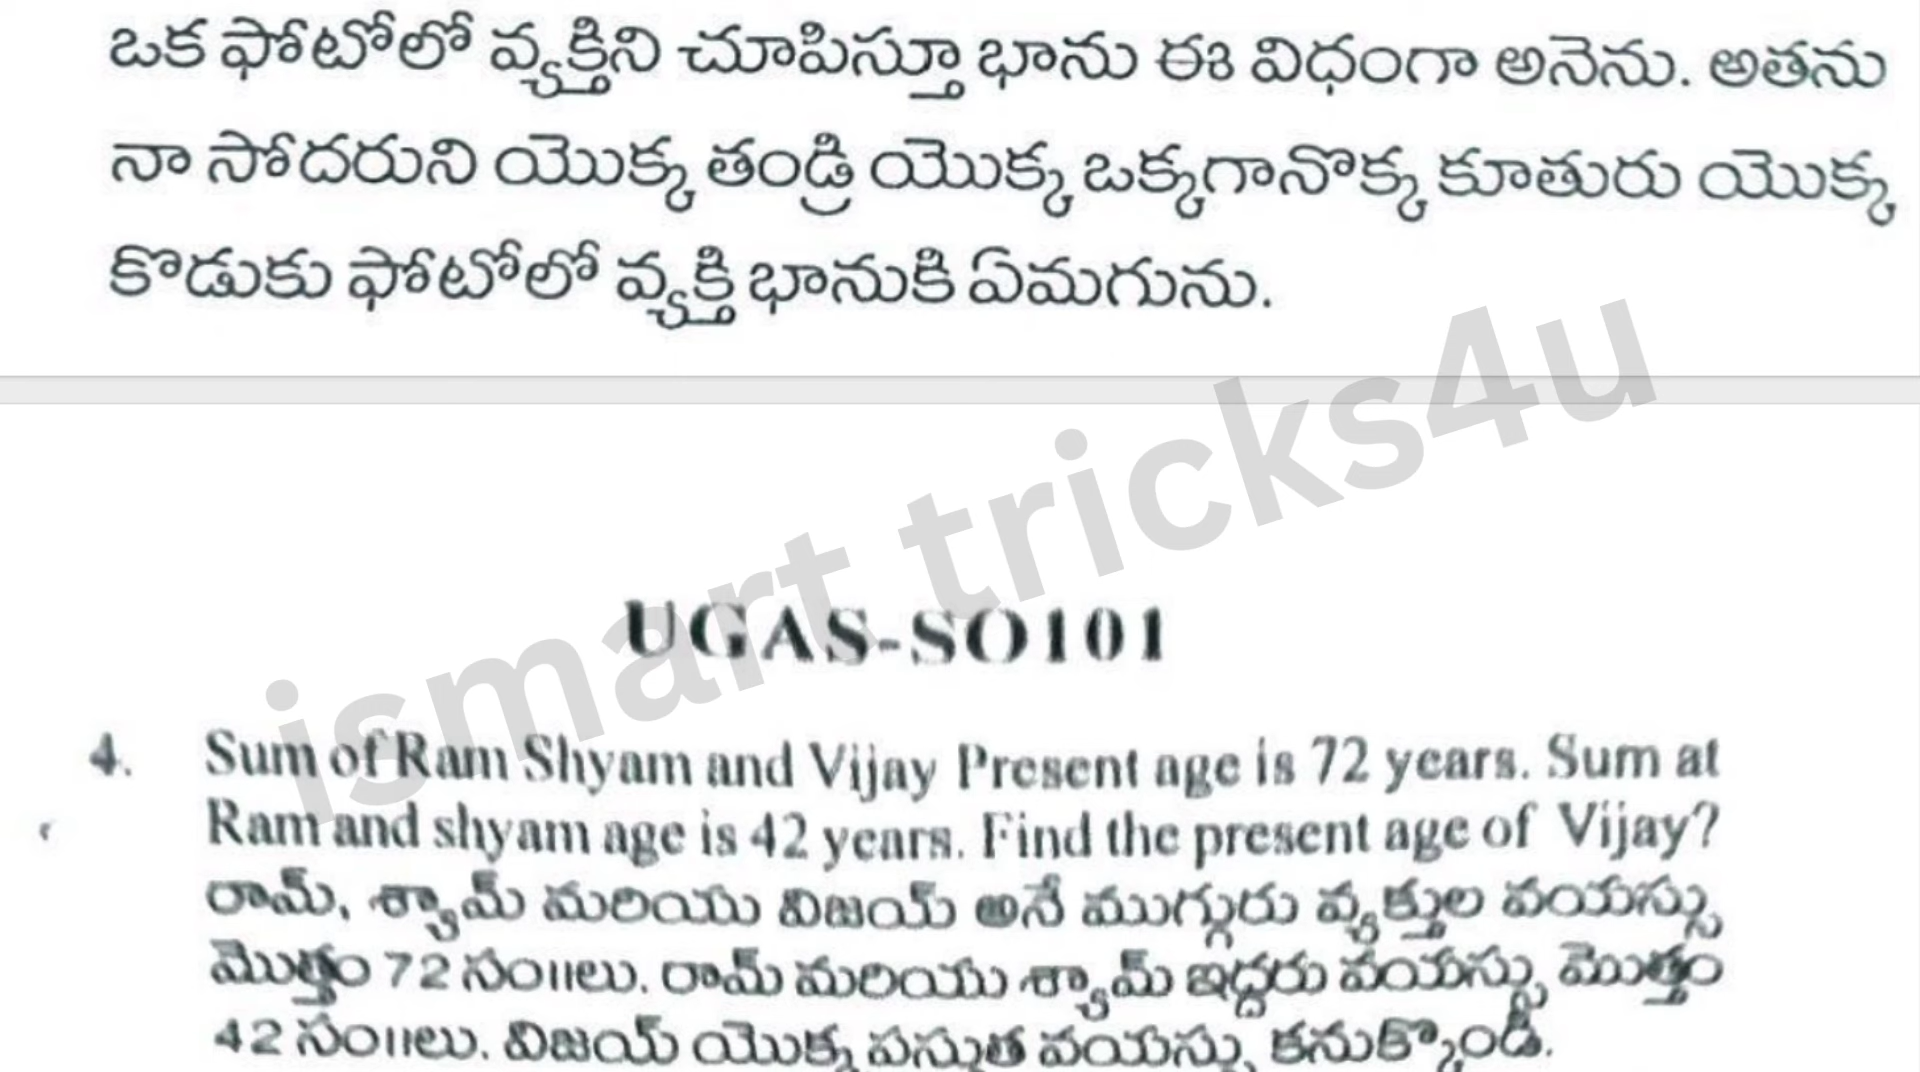 ఒక ఫోటోలో వ్యక్తిని చూపిస్తూ భాను ఈ విధంగా అనెను. అతను
నా సోదరుని యొక్క తండ్రి యొక్క ఒక్కగానొక్క కూతురు యొక్క
కొడుకు ఫోటోలో వ్యక్తి భానుకి ఏమగును.
ismart tricks4u
UGAS-SO101
4. Sum of Ram Shyam and Vijay Present age is 72 years. Sum at
Ram and shyam age is 42 years. Find the present age of Vijay?
రామ్, శ్యామ్ మరియు విజయ్ అనే ముగ్గురు వ్యక్తుల వయస్సు
మొత్తం 72 సం॥లు. రామ్ మరియు శ్యామ్ ఇద్దరు వయస్సు మొత్తం
42 సం॥లు. విజయ్ యొక్క ప్రస్తుత వయస్సు కనుక్కోండి.